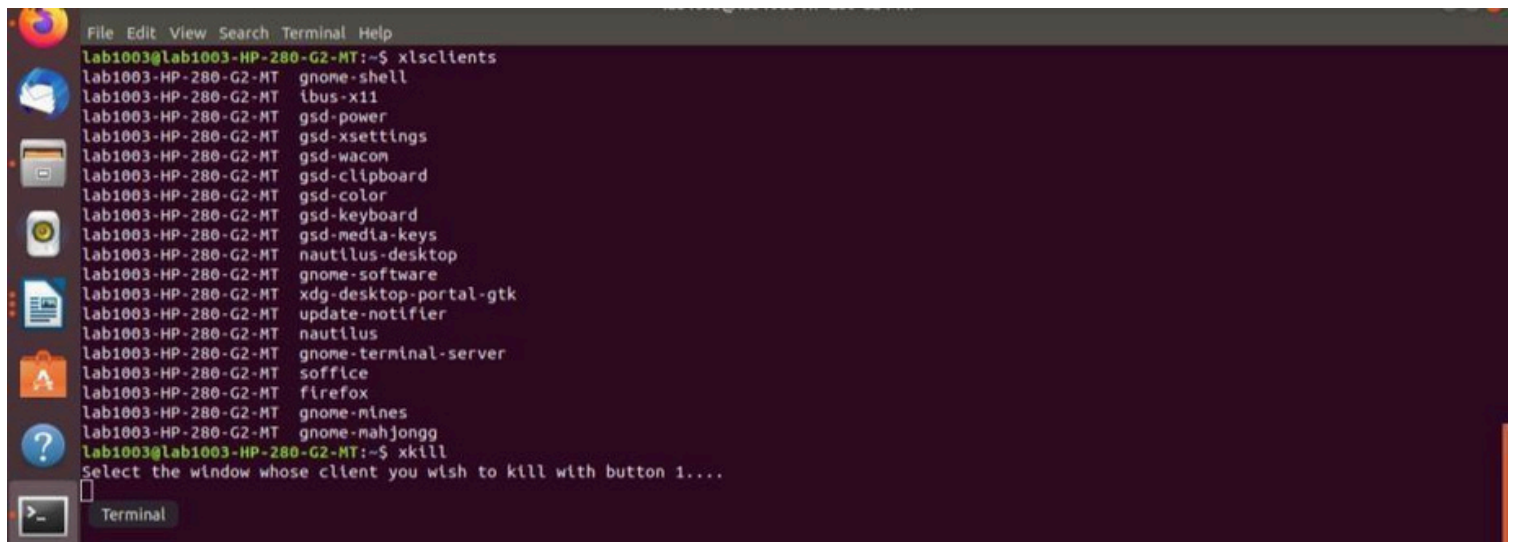 File Edit View Search Terminal Help
lab1003@lab1003-HP-280-G2-MT:~$ xlsclients
lab1003-HP-280-G2-MT gnome-shell
lab1003-HP-280-G2-MT ibus-x11
lab1003-HP-280-G2-MT gsd-power
lab1003-HP-280-G2-MT gsd-xsettings
lab1003-HP-280-G2-MT gsd-wacom
lab1003-HP-280-G2-MT gsd-clipboard
lab1003-HP-280-G2-MT gsd-color
lab1003-HP-280-G2-MT gsd-keyboard
lab1003-HP-280-G2-MT gsd-media-keys
lab1003-HP-280-G2-MT nautilus-desktop
lab1003-HP-280-G2-MT gnome-software
lab1003-HP-280-G2-MT xdg-desktop-portal-gtk
lab1003-HP-280-G2-MT update-notifier
lab1003-HP-280-G2-MT nautilus
lab1003-HP-280-G2-MT gnome-terminal-server
lab1003-HP-280-G2-MT soffice
lab1003-HP-280-G2-MT firefox
lab1003-HP-280-G2-MT gnome-mines
lab1003-HP-280-G2-MT gnome-mahjongg
lab1003@lab1003-HP-280-G2-MT:~$ xkill
Select the window whose client you wish to kill with button 1....
Terminal